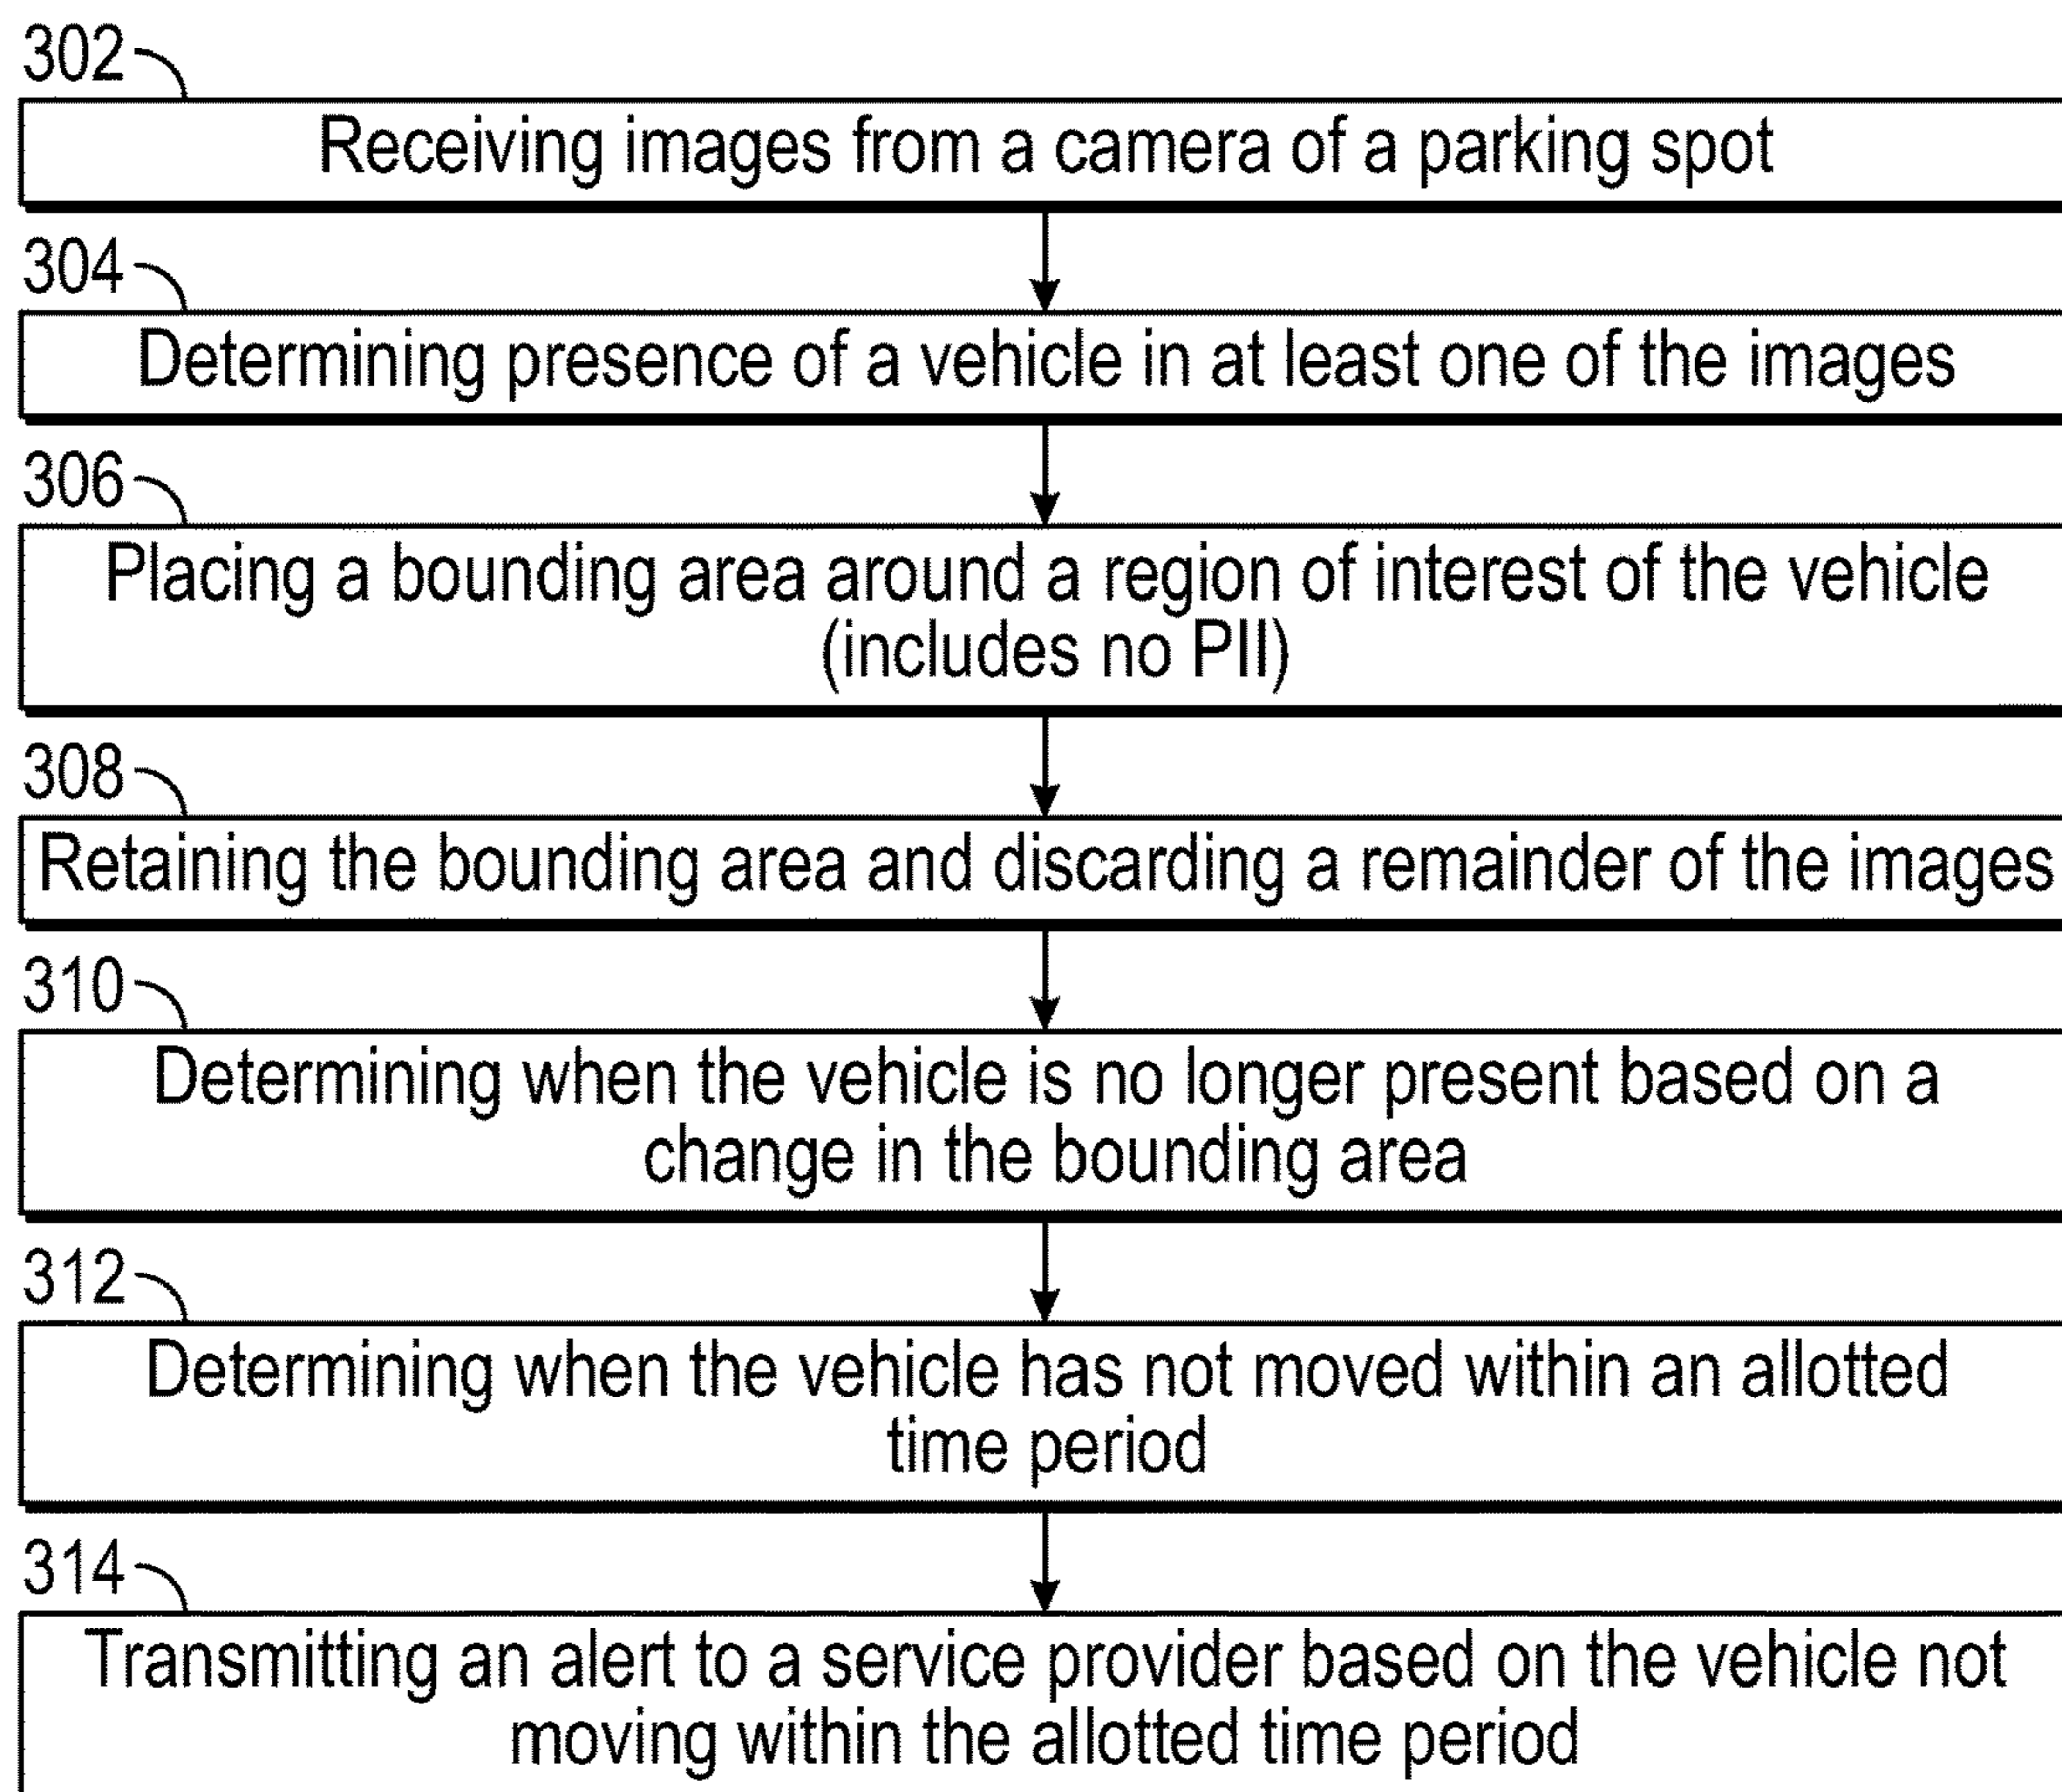 302
Receiving images from a camera of a parking spot
304
Determining presence of a vehicle in at least one of the images
306
Placing a bounding area around a region of interest of the vehicle
(includes no PII)
308
Retaining the bounding area and discarding a remainder of the images
310
Determining when the vehicle is no longer present based on a
change in the bounding area
312
Determining when the vehicle has not moved within an allotted
time period
314
Transmitting an alert to a service provider based on the vehicle not
moving within the allotted time period